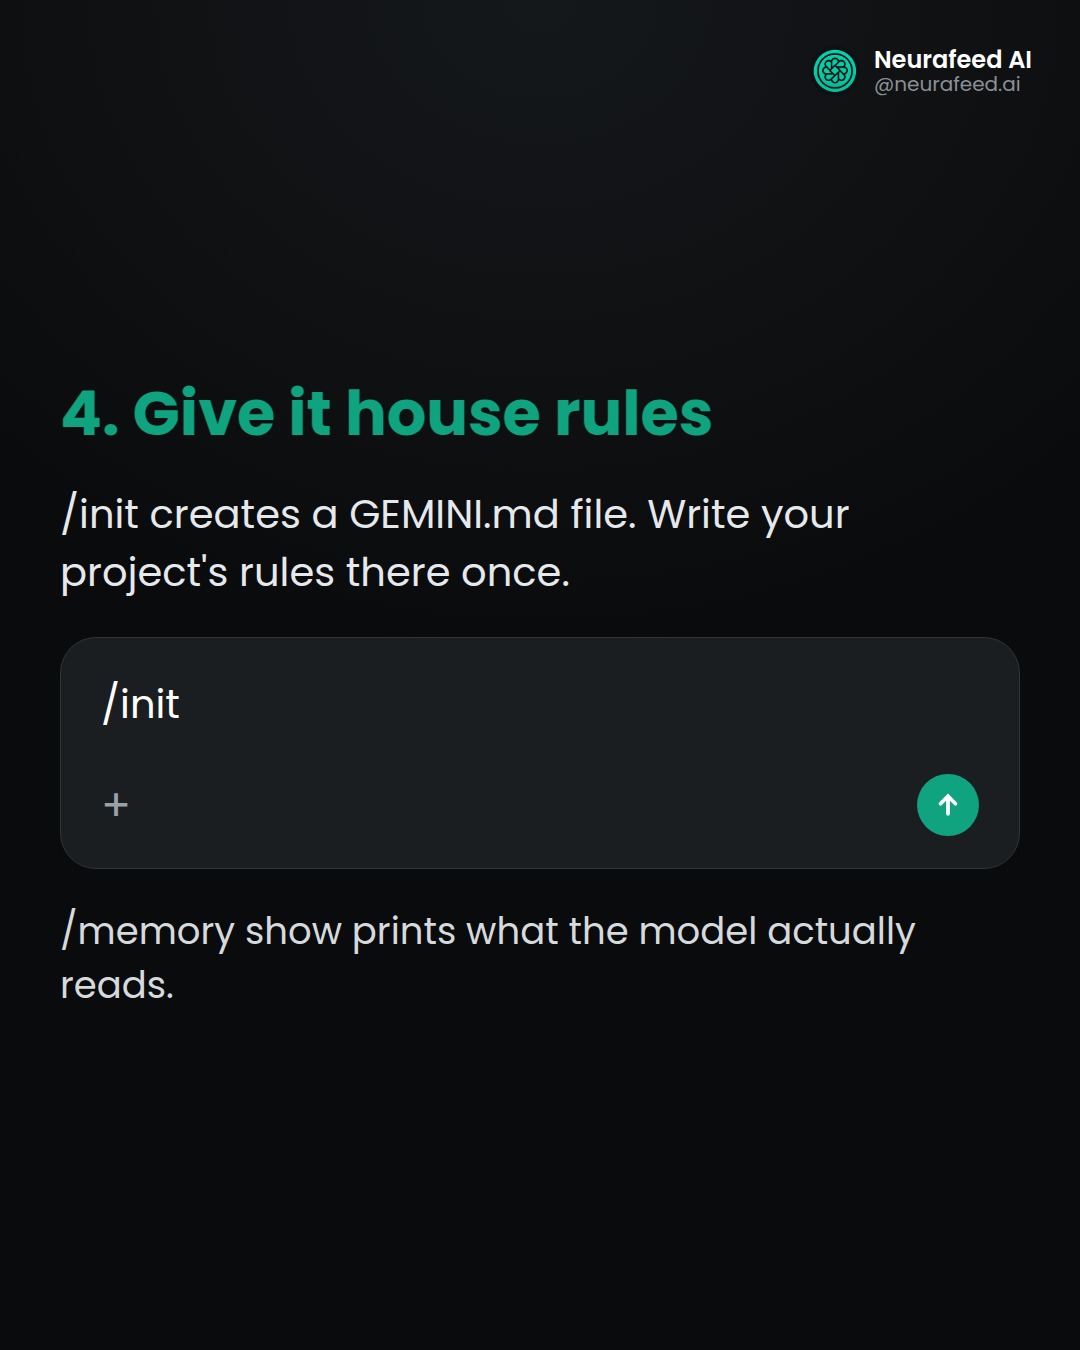 Neurafeed AI
@neurafeed.ai
4. Give it house rules
/init creates a GEMINI.md file. Write your
project's rules there once.
/init
+
/memory show prints what the model actually
reads.